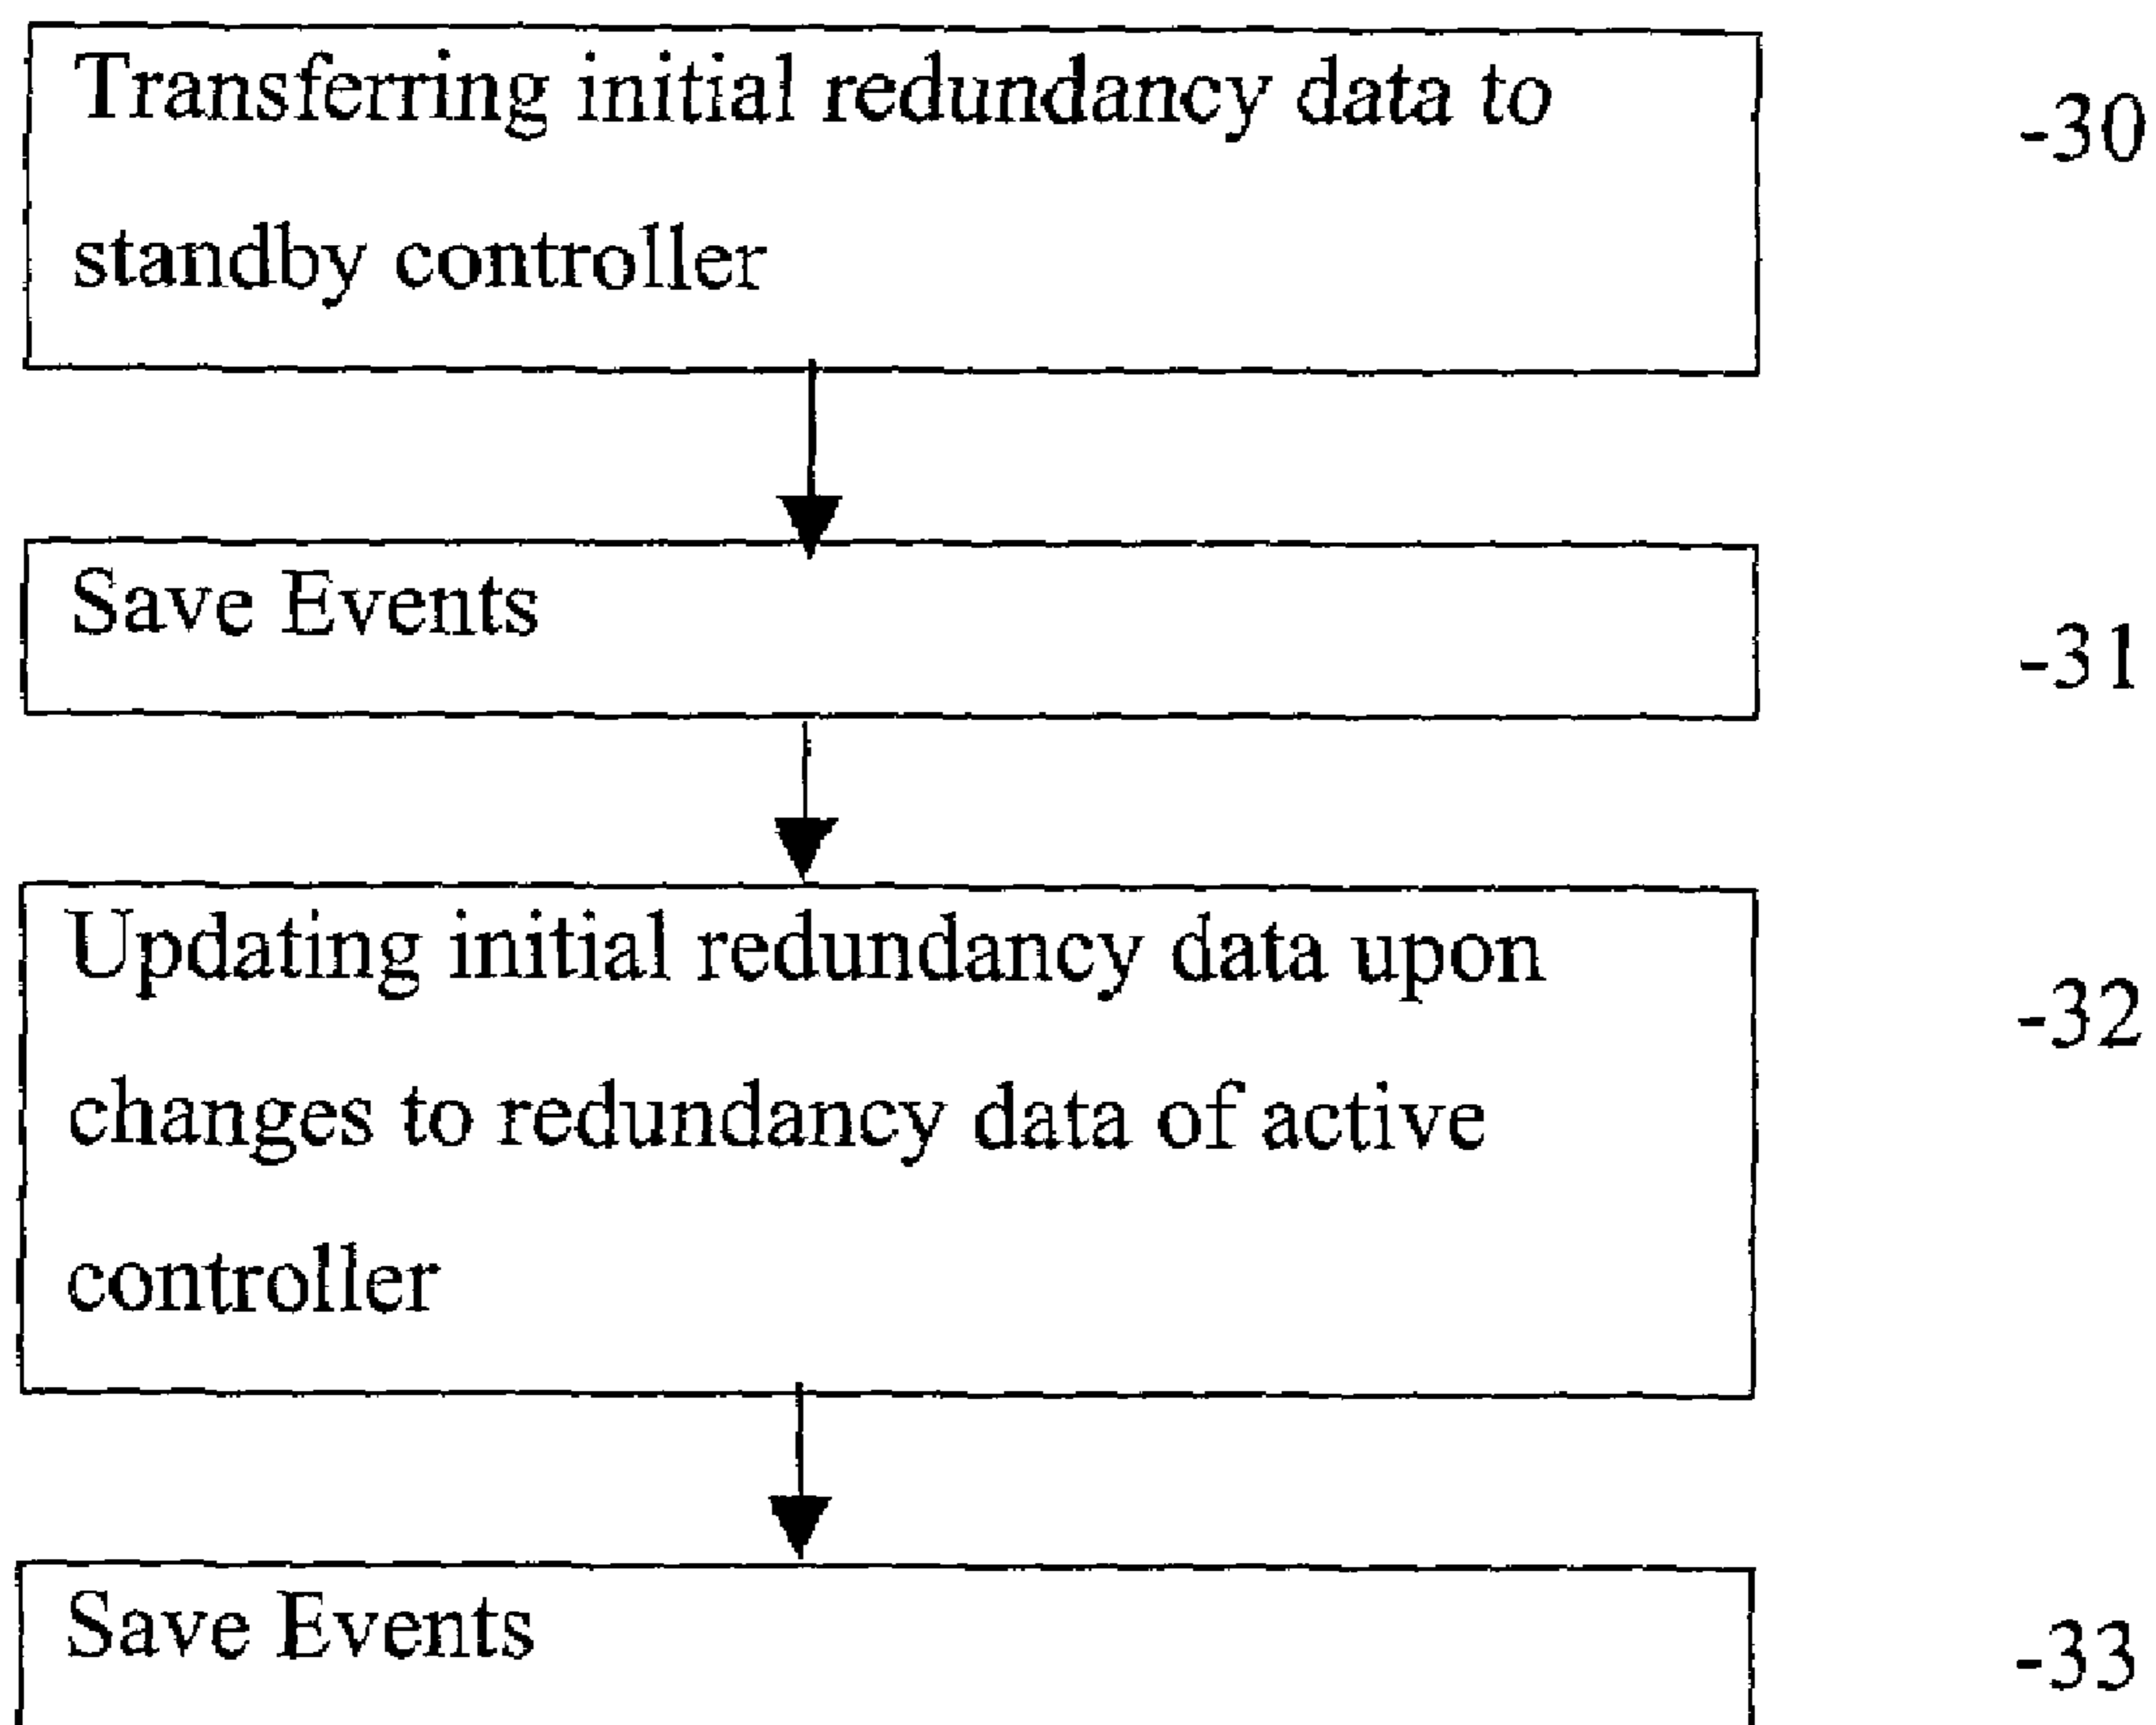 Transferring initial redundancy data to
-30
standby controller
Save Events
-31
Updating initial redundancy data upon
-32
changes to redundancy data of active
controller
Save Events
-33